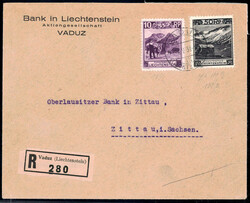 Bank in Liechtenstein
Aktiengesellschaft
VADUZ
Oberlausitzer Bank in Zittau,
Zittau,i.Sachsen.
R
Vaduz (Liechtenstein)
280